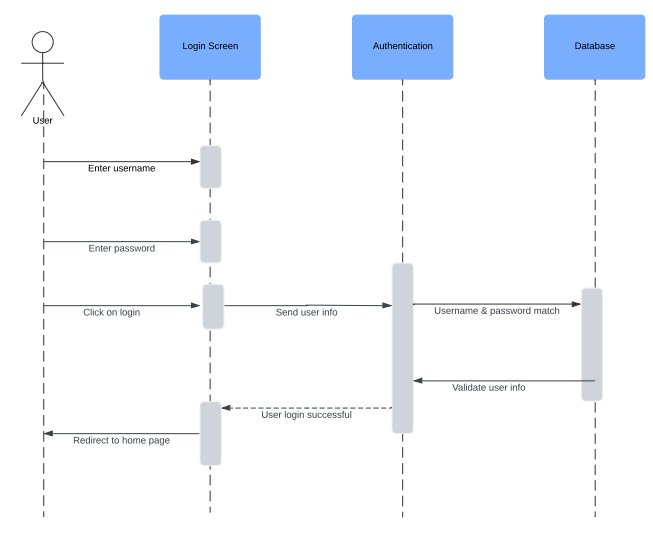 Login Screen
Authentication
Database
User
Enter username
Enter password
Click on login
Send user info
Username & password match
Validate user info
User login successful
Redirect to home page